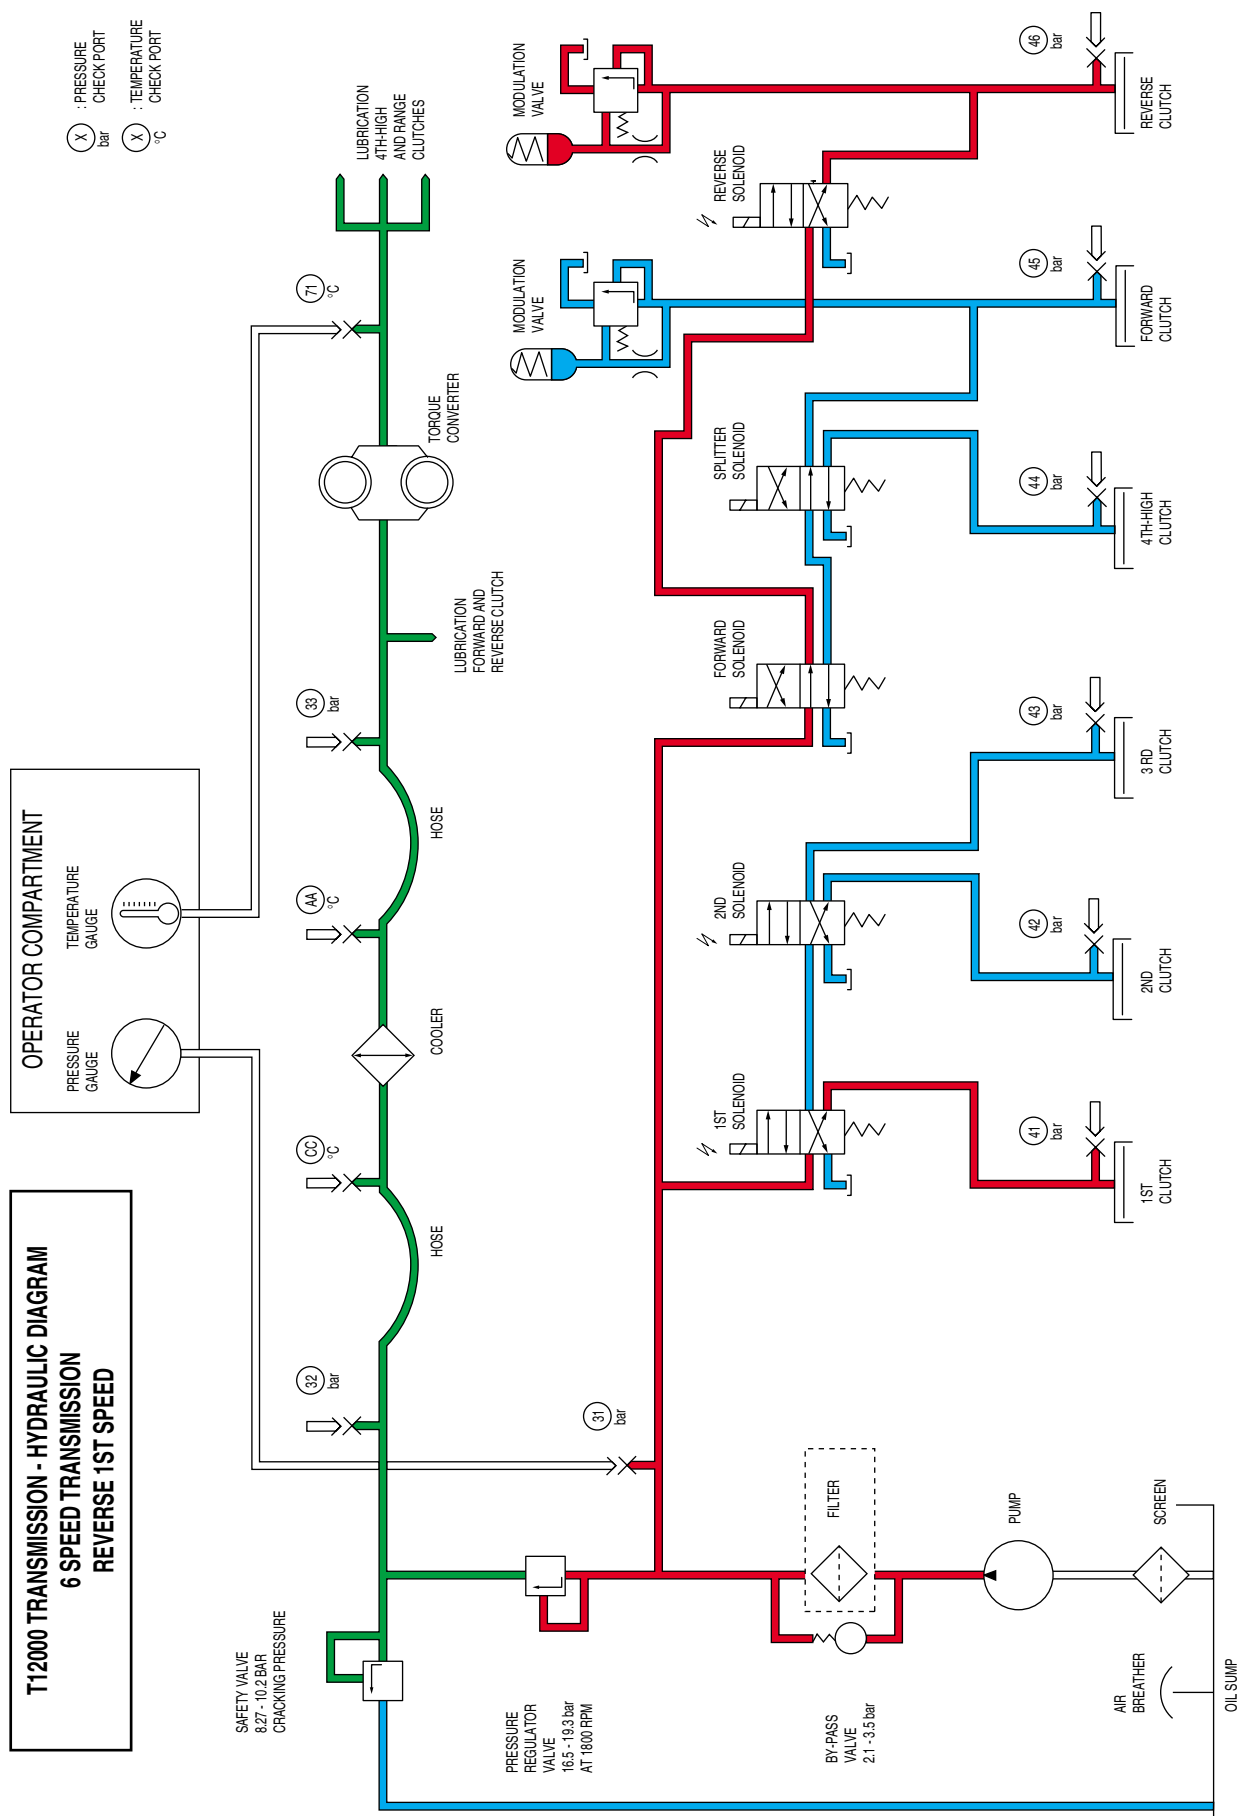 T12000 TRANSMISSION - HYDRAULIC DIAGRAM
6 SPEED TRANSMISSION
REVERSE 1ST SPEED
OPERATOR COMPARTMENT
PRESSURE
GAUGE
TEMPERATURE
GAUGE
X
bar
: PRESSURE
CHECK PORT
X
°C
: TEMPERATURE
CHECK PORT
SAFETY VALVE
8.27 - 10.2 BAR
CRACKING PRESSURE
32
bar
HOSE
CC
°C
COOLER
AA
°C
HOSE
33
bar
LUBRICATION
FORWARD AND
REVERSE CLUTCH
TORQUE
CONVERTER
71
°C
LUBRICATION
4TH-HIGH
AND RANGE
CLUTCHES
PRESSURE
REGULATOR
VALVE
16.5 - 19.3 bar
AT 1800 RPM
31
bar
MODULATION
VALVE
MODULATION
VALVE
1ST
SOLENOID
2ND
SOLENOID
FORWARD
SOLENOID
SPLITTER
SOLENOID
REVERSE
SOLENOID
BY-PASS
VALVE
2.1 - 3.5 bar
FILTER
PUMP
SCREEN
AIR
BREATHER
OIL SUMP
41
bar
42
bar
43
bar
44
bar
45
bar
46
bar
1ST
CLUTCH
2ND
CLUTCH
3 RD
CLUTCH
4TH-HIGH
CLUTCH
FORWARD
CLUTCH
REVERSE
CLUTCH